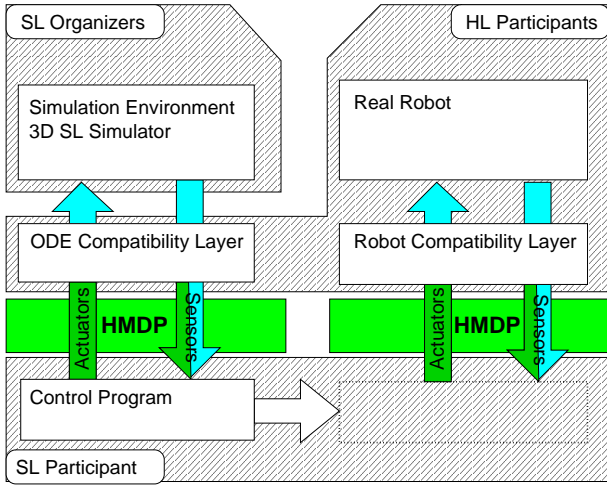 SL Organizers
HL Participants
Simulation Environment
3D SL Simulator
Real Robot
ODE Compatibility Layer
Robot Compatibility Layer
Actuators
HMDP
Sensors
Actuators
HMDP
Sensors
Control Program
SL Participant